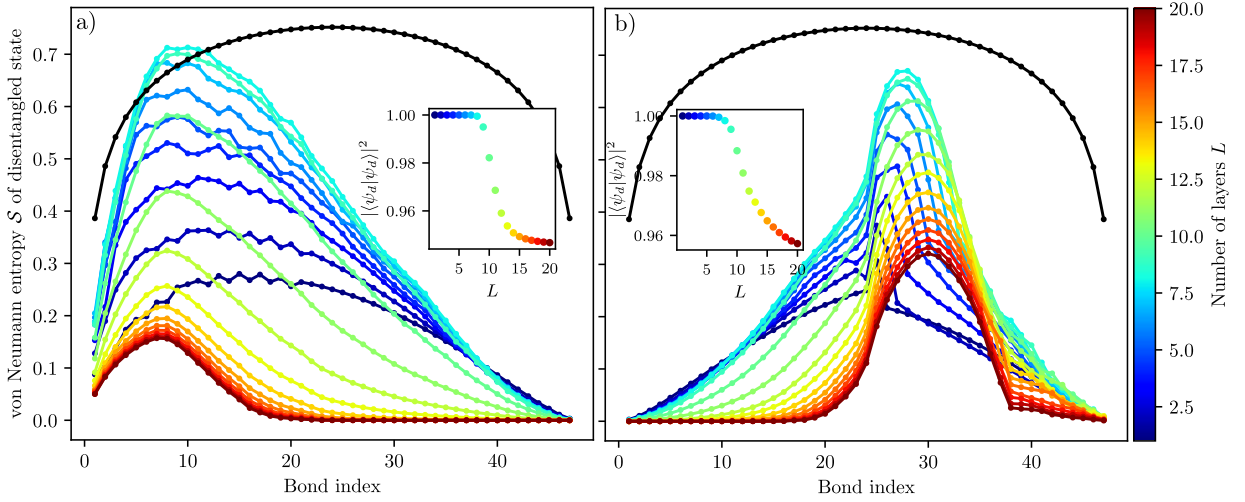 a)
von Neumann entropy 𝒮 of disentangled state
0.7
0.6
0.5
0.4
0.3
0.2
0.1
0.0
0 10 20 30 40
Bond index
|⟨ψ_d|ψ_d⟩|²
1.00
0.98
0.96
5 10 15 20
L
b)
|⟨ψ_d|ψ_d⟩|²
1.00
0.98
0.96
5 10 15 20
L
0 10 20 30 40
Bond index
20.0
17.5
15.0
12.5
10.0
7.5
5.0
2.5
Number of layers L